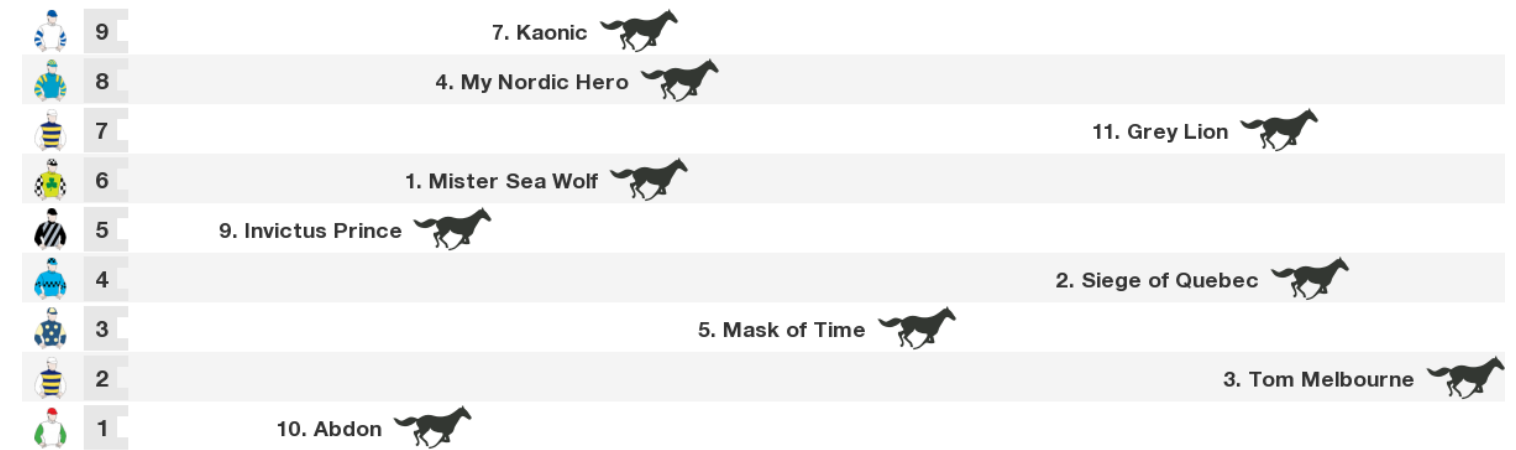 9 7. Kaonic
8 4. My Nordic Hero
7 11. Grey Lion
6 1. Mister Sea Wolf
5 9. Invictus Prince
4 2. Siege of Quebec
3 5. Mask of Time
2 3. Tom Melbourne
1 10. Abdon